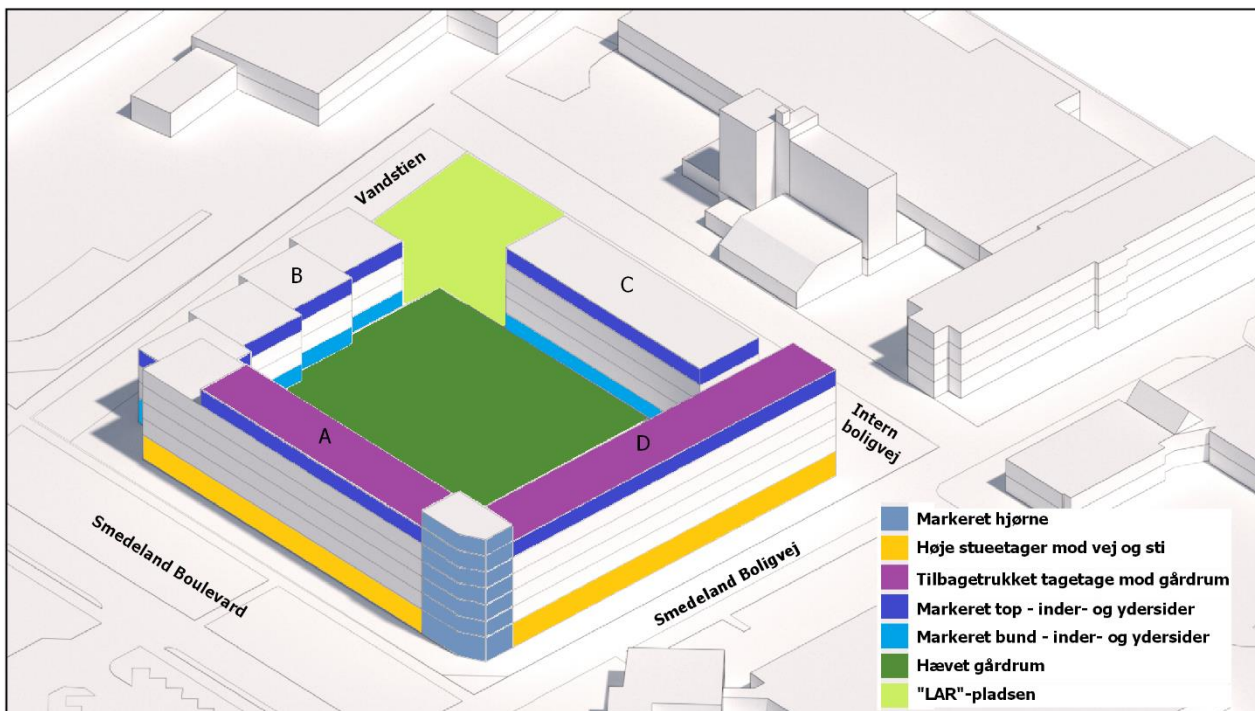 Vandstien
B
C
A
D
Intern
boligvej
Smedeland Boulevard
Smedeland Boligvej
Markeret hjørne
Høje stueetager mod vej og sti
Tilbagetrukket tagetage mod gårdrum
Markeret top - inder- og ydersider
Markeret bund - inder- og ydersider
Hævet gårdrum
"LAR"-pladsen